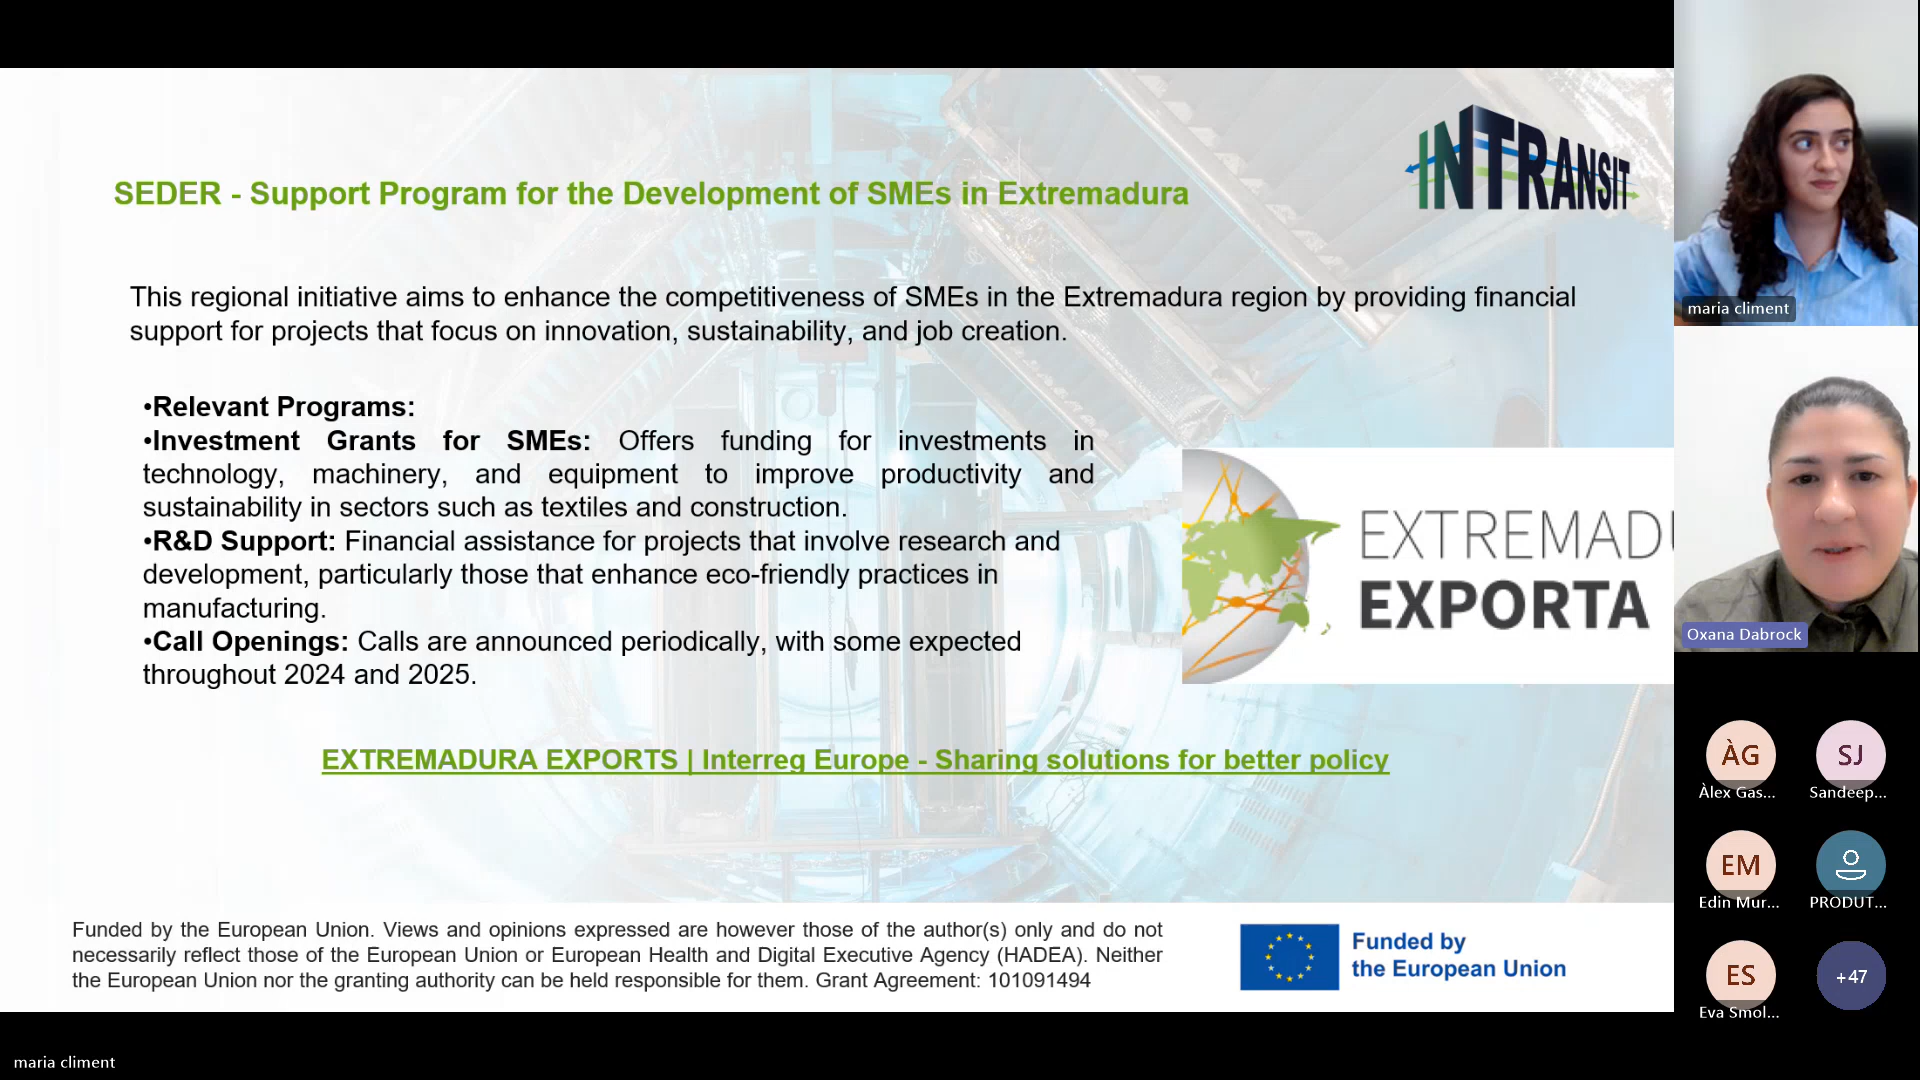 INTRANSIT
SEDER - Support Program for the Development of SMEs in Extremadura
This regional initiative aims to enhance the competitiveness of SMEs in the Extremadura region by providing financial
support for projects that focus on innovation, sustainability, and job creation.
•Relevant Programs:
•Investment Grants for SMEs: Offers funding for investments in
technology, machinery, and equipment to improve productivity and
sustainability in sectors such as textiles and construction.
•R&D Support: Financial assistance for projects that involve research and
development, particularly those that enhance eco-friendly practices in
manufacturing.
•Call Openings: Calls are announced periodically, with some expected
throughout 2024 and 2025.
EXTREMADU
EXPORTA
EXTREMADURA EXPORTS | Interreg Europe - Sharing solutions for better policy
Funded by the European Union. Views and opinions expressed are however those of the author(s) only and do not
necessarily reflect those of the European Union or European Health and Digital Executive Agency (HADEA). Neither
the European Union nor the granting authority can be held responsible for them. Grant Agreement: 101091494
Funded by
the European Union
maria climent
maria climent
Oxana Dabrock
ÀG
Àlex Gas...
SJ
Sandeep...
EM
Edin Mur...
PRODUT...
ES
Eva Smol...
+47